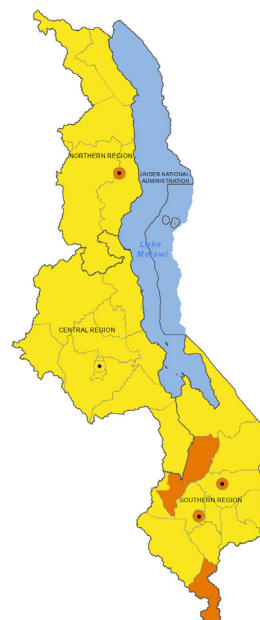 NORTHERN REGION
UNDER NATIONAL
ADMINISTRATION
Lake
Malawi
CENTRAL REGION
SOUTHERN REGION